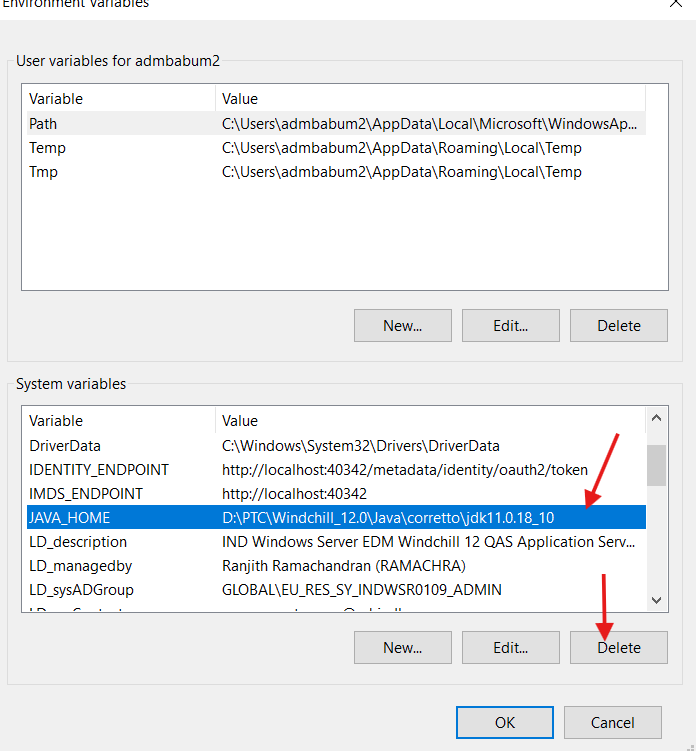 Environment Variables
User variables for admbabum2
Variable Value
Path C:\Users\admbabum2\AppData\Local\Microsoft\WindowsAp...
Temp C:\Users\admbabum2\AppData\Roaming\Local\Temp
Tmp C:\Users\admbabum2\AppData\Roaming\Local\Temp
New... Edit... Delete
System variables
Variable Value
DriverData C:\Windows\System32\Drivers\DriverData
IDENTITY_ENDPOINT http://localhost:40342/metadata/identity/oauth2/token
IMDS_ENDPOINT http://localhost:40342
JAVA_HOME D:\PTC\Windchill_12.0\Java\corretto\jdk11.0.18_10
LD_description IND Windows Server EDM Windchill 12 QAS Application Serv...
LD_managedby Ranjith Ramachandran (RAMACHRA)
LD_sysADGroup GLOBAL\EU_RES_SY_INDWSR0109_ADMIN
New... Edit... Delete
OK Cancel